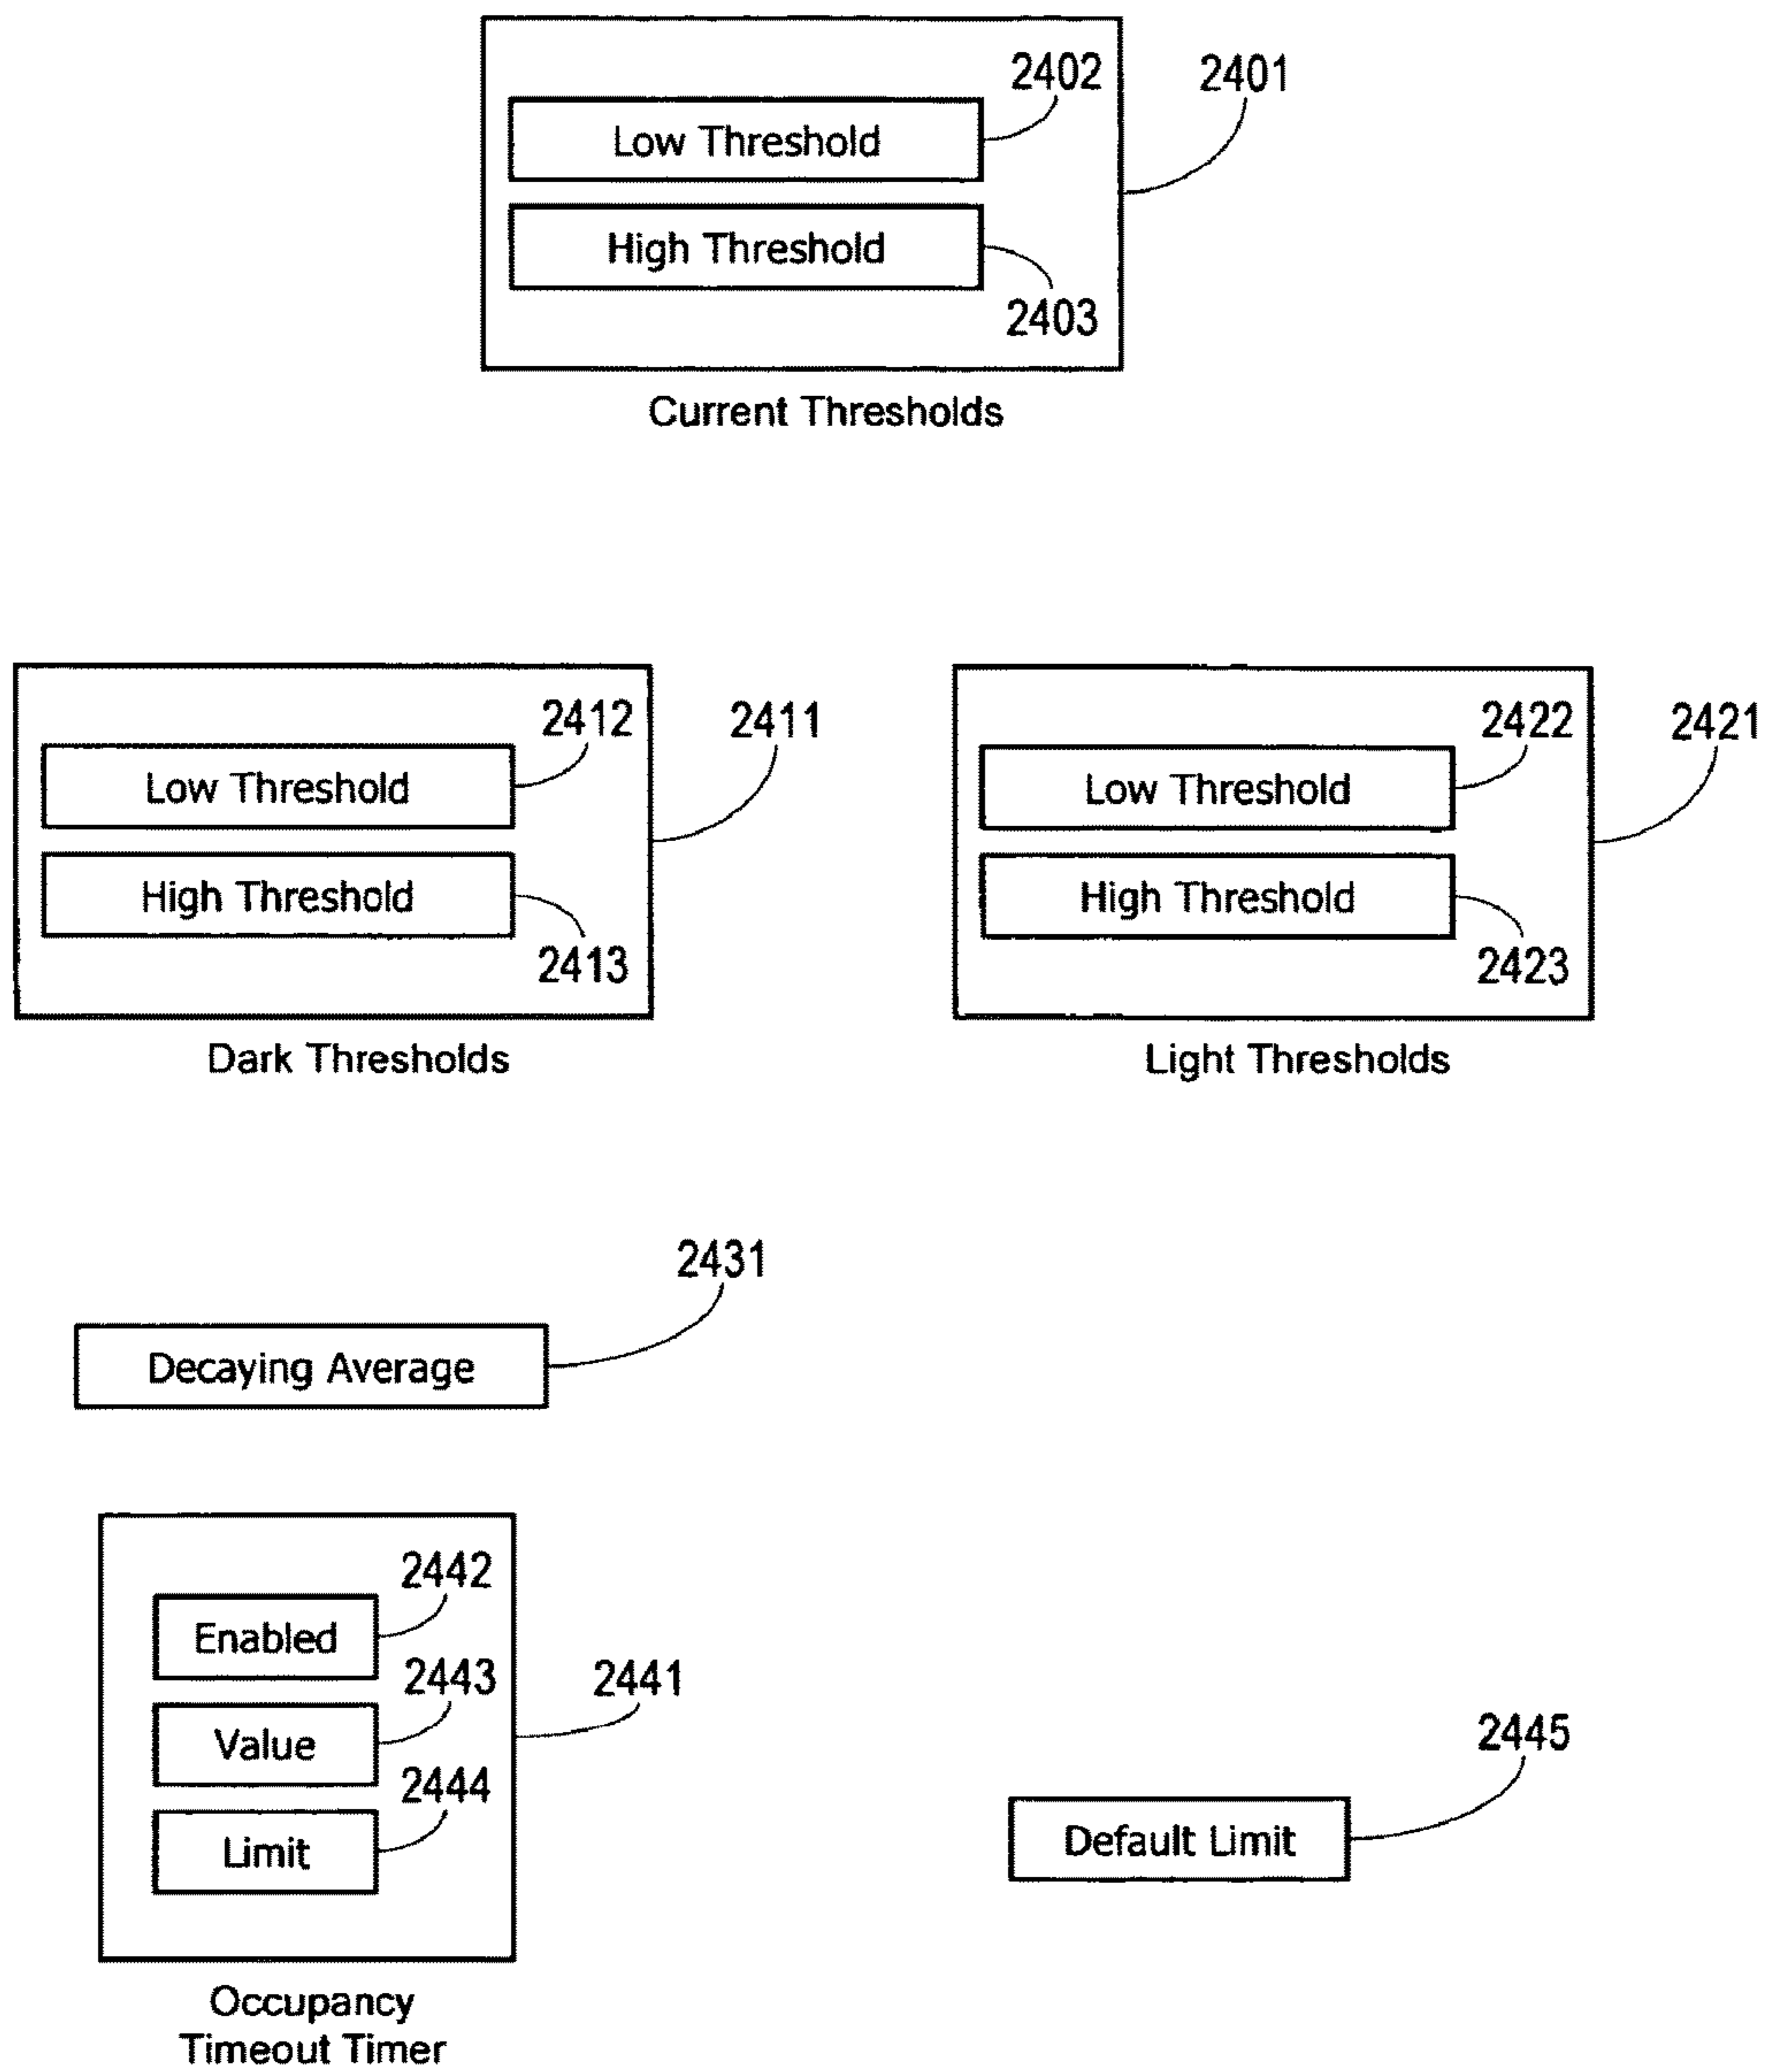 2402
2401
Low Threshold
High Threshold
2403
Current Thresholds
2412
2411
Low Threshold
High Threshold
2413
Dark Thresholds
2422
2421
Low Threshold
High Threshold
2423
Light Thresholds
2431
Decaying Average
2442
Enabled
2443
2441
Value
2444
Limit
Occupancy
Timeout Timer
2445
Default Limit